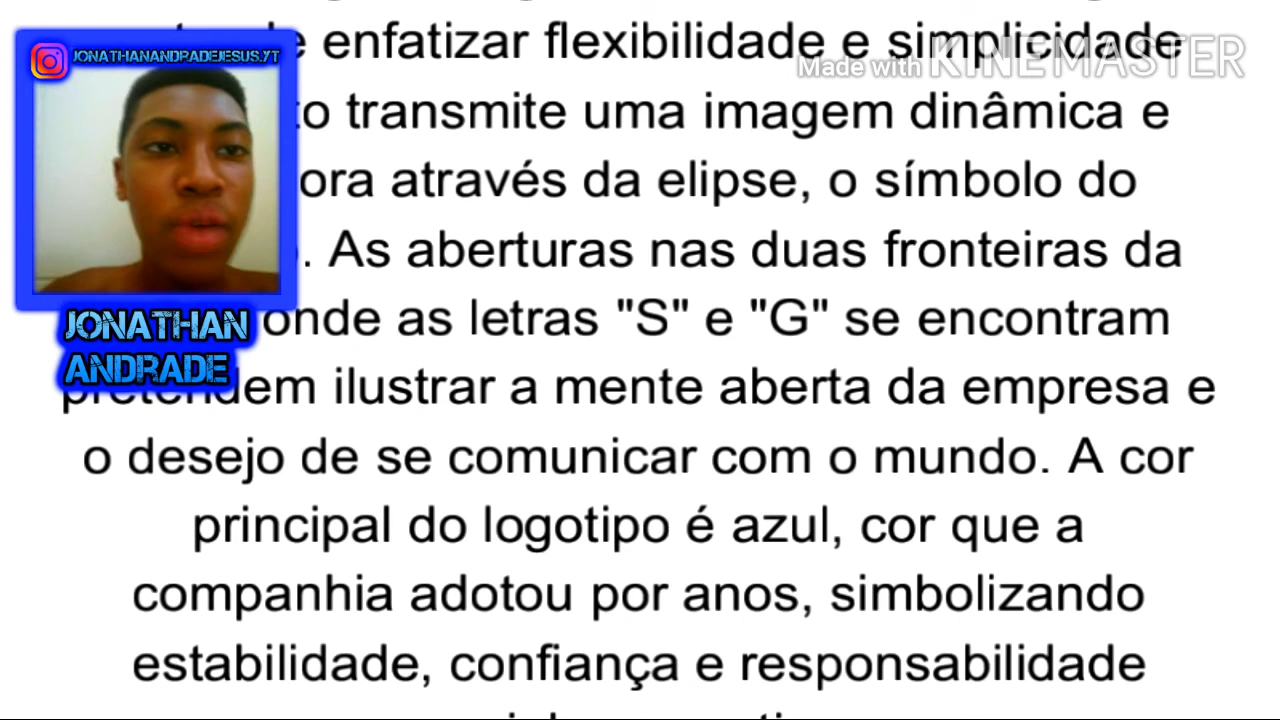 JONATHANANDRADEJESUS.YT
enfatizar flexibilidade e simplicidade
Made with KINEMASTER
transmite uma imagem dinâmica e
através da elipse, o símbolo do
. As aberturas nas duas fronteiras da
JONATHAN
ANDRADE
onde as letras "S" e "G" se encontram
pretendem ilustrar a mente aberta da empresa e
o desejo de se comunicar com o mundo. A cor
principal do logotipo é azul, cor que a
companhia adotou por anos, simbolizando
estabilidade, confiança e responsabilidade